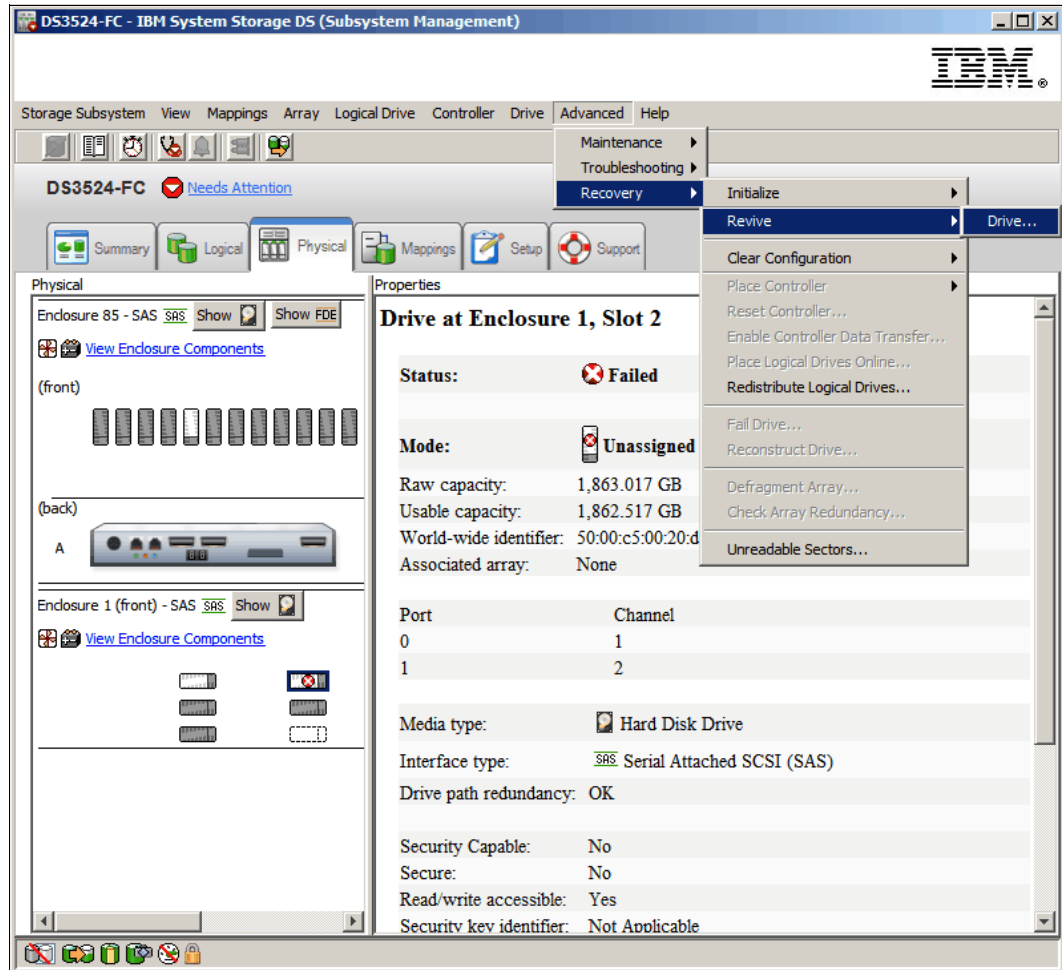 DS3524-FC - IBM System Storage DS (Subsystem Management)
IBM®
Storage Subsystem View Mappings Array Logical Drive Controller Drive Advanced Help
Maintenance
Troubleshooting
Recovery
Initialize
Revive
Drive...
Clear Configuration
Place Controller
Reset Controller...
Enable Controller Data Transfer...
Place Logical Drives Online...
Redistribute Logical Drives...
Fail Drive...
Reconstruct Drive...
Defragment Array...
Check Array Redundancy...
Unreadable Sectors...
DS3524-FC Needs Attention
Summary Logical Physical Mappings Setup Support
Physical
Enclosure 85 - SAS SAS Show Show FDE
View Enclosure Components
(front)
(back)
A
Enclosure 1 (front) - SAS SAS Show
View Enclosure Components
Properties
Drive at Enclosure 1, Slot 2
Status: Failed
Mode: Unassigned
Raw capacity: 1,863.017 GB
Usable capacity: 1,862.517 GB
World-wide identifier: 50:00:c5:00:20:d
Associated array: None
Port Channel
0 1
1 2
Media type: Hard Disk Drive
Interface type: SAS Serial Attached SCSI (SAS)
Drive path redundancy: OK
Security Capable: No
Secure: No
Read/write accessible: Yes
Security key identifier: Not Applicable